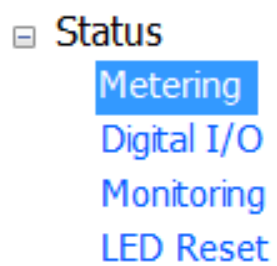 Status
Metering
Digital I/O
Monitoring
LED Reset